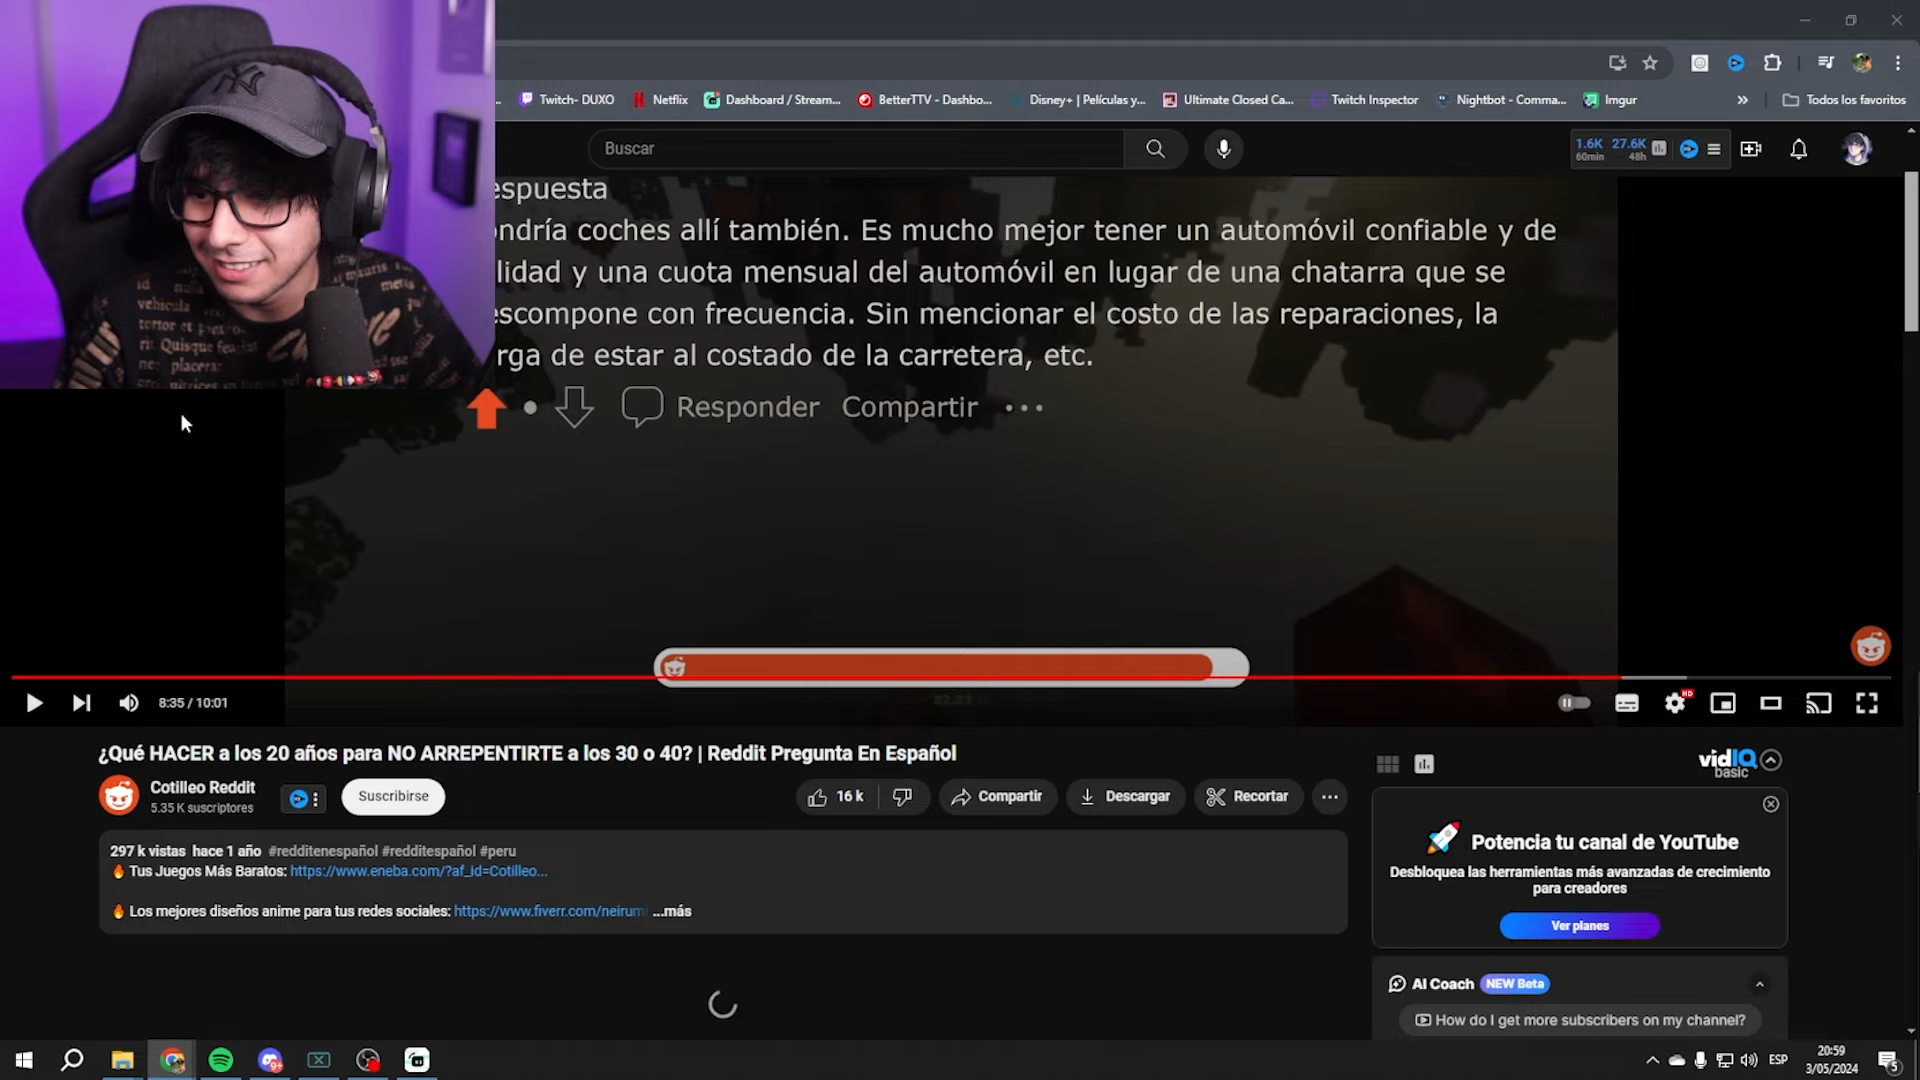 Twitch- DUXO
Netflix
Dashboard / Stream...
BetterTTV - Dashbo...
Disney+ | Películas y...
Ultimate Closed Ca...
Twitch Inspector
Nightbot - Comma...
Imgur
Todos los favoritos
Buscar
1.6K 27.6K
60min 48h
espuesta
ondría coches allí también. Es mucho mejor tener un automóvil confiable y de
lidad y una cuota mensual del automóvil en lugar de una chatarra que se
escompone con frecuencia. Sin mencionar el costo de las reparaciones, la
rga de estar al costado de la carretera, etc.
Responder Compartir
8:35 / 10:01
HD
¿Qué HACER a los 20 años para NO ARREPENTIRTE a los 30 o 40? | Reddit Pregunta En Español
Cotilleo Reddit
5.35 K suscriptores
Suscribirse
16 k
Compartir
Descargar
Recortar
297 k vistas hace 1 año #redditenespañol #redditespañol #peru
🔥 Tus Juegos Más Baratos: https://www.eneba.com/?af_id=Cotilleo...
🔥 Los mejores diseños anime para tus redes sociales: https://www.fiverr.com/neirumi ...más
vidIQ
basic
Potencia tu canal de YouTube
Desbloquea las herramientas más avanzadas de crecimiento
para creadores
Ver planes
AI Coach NEW Beta
How do I get more subscribers on my channel?
9+
ESP
20:59
3/05/2024
5